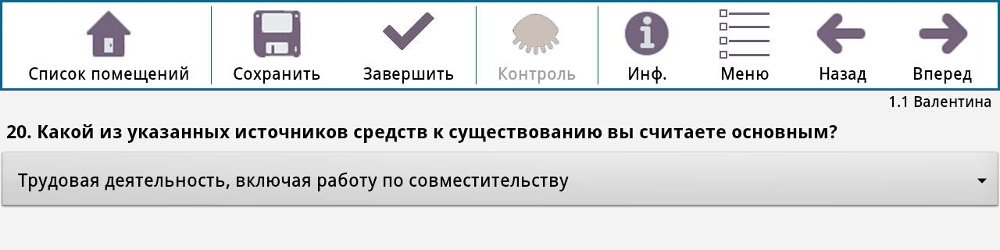 Список помещений
Сохранить
Завершить
Контроль
Инф.
Меню
Назад
Вперед
1.1 Валентина
20. Какой из указанных источников средств к существованию вы считаете основным?
Трудовая деятельность, включая работу по совместительству